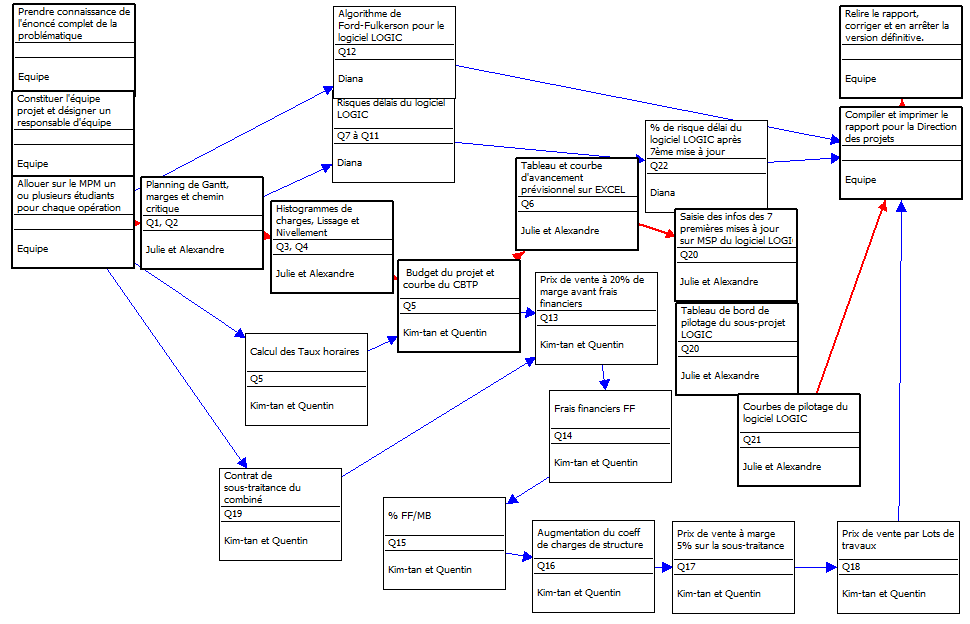 Prendre connaissance de
l'énoncé complet de la
problématique
Equipe
Constituer l'équipe
projet et désigner un
responsable d'équipe
Equipe
Allouer sur le MPM un
ou plusieurs étudiants
pour chaque opération
Equipe
Planning de Gantt,
marges et chemin
critique
Q1, Q2
Julie et Alexandre
Histogrammes de
charges, Lissage et
Nivellement
Q3, Q4
Julie et Alexandre
Algorithme de
Ford-Fulkerson pour le
logiciel LOGIC
Q12
Diana
Risques délais du logiciel
LOGIC
Q7 à Q11
Diana
Budget du projet et
courbe du CBTP
Q5
Kim-tan et Quentin
Calcul des Taux horaires
Q5
Kim-tan et Quentin
Contrat de
sous-traitance du
combiné
Q19
Kim-tan et Quentin
Tableau et courbe
d'avancement
prévisionnel sur EXCEL
Q6
Julie et Alexandre
Prix de vente à 20% de
marge avant frais
financiers
Q13
Kim-tan et Quentin
Frais financiers FF
Q14
Kim-tan et Quentin
% FF/MB
Q15
Kim-tan et Quentin
Augmentation du coeff
de charges de structure
Q16
Kim-tan et Quentin
Prix de vente à marge
5% sur la sous-traitance
Q17
Kim-tan et Quentin
Prix de vente par Lots de
travaux
Q18
Kim-tan et Quentin
% de risque délai du
logiciel LOGIC après
7ème mise à jour
Q22
Diana
Saisie des infos des 7
premières mises à jour
sur MSP du logiciel LOGI
Q20
Julie et Alexandre
Tableau de bord de
pilotage du sous-projet
LOGIC
Q20
Julie et Alexandre
Courbes de pilotage du
logiciel LOGIC
Q21
Julie et Alexandre
Relire le rapport,
corriger et en arrêter la
version définitive.
Equipe
Compiler et imprimer le
rapport pour la Direction
des projets
Equipe